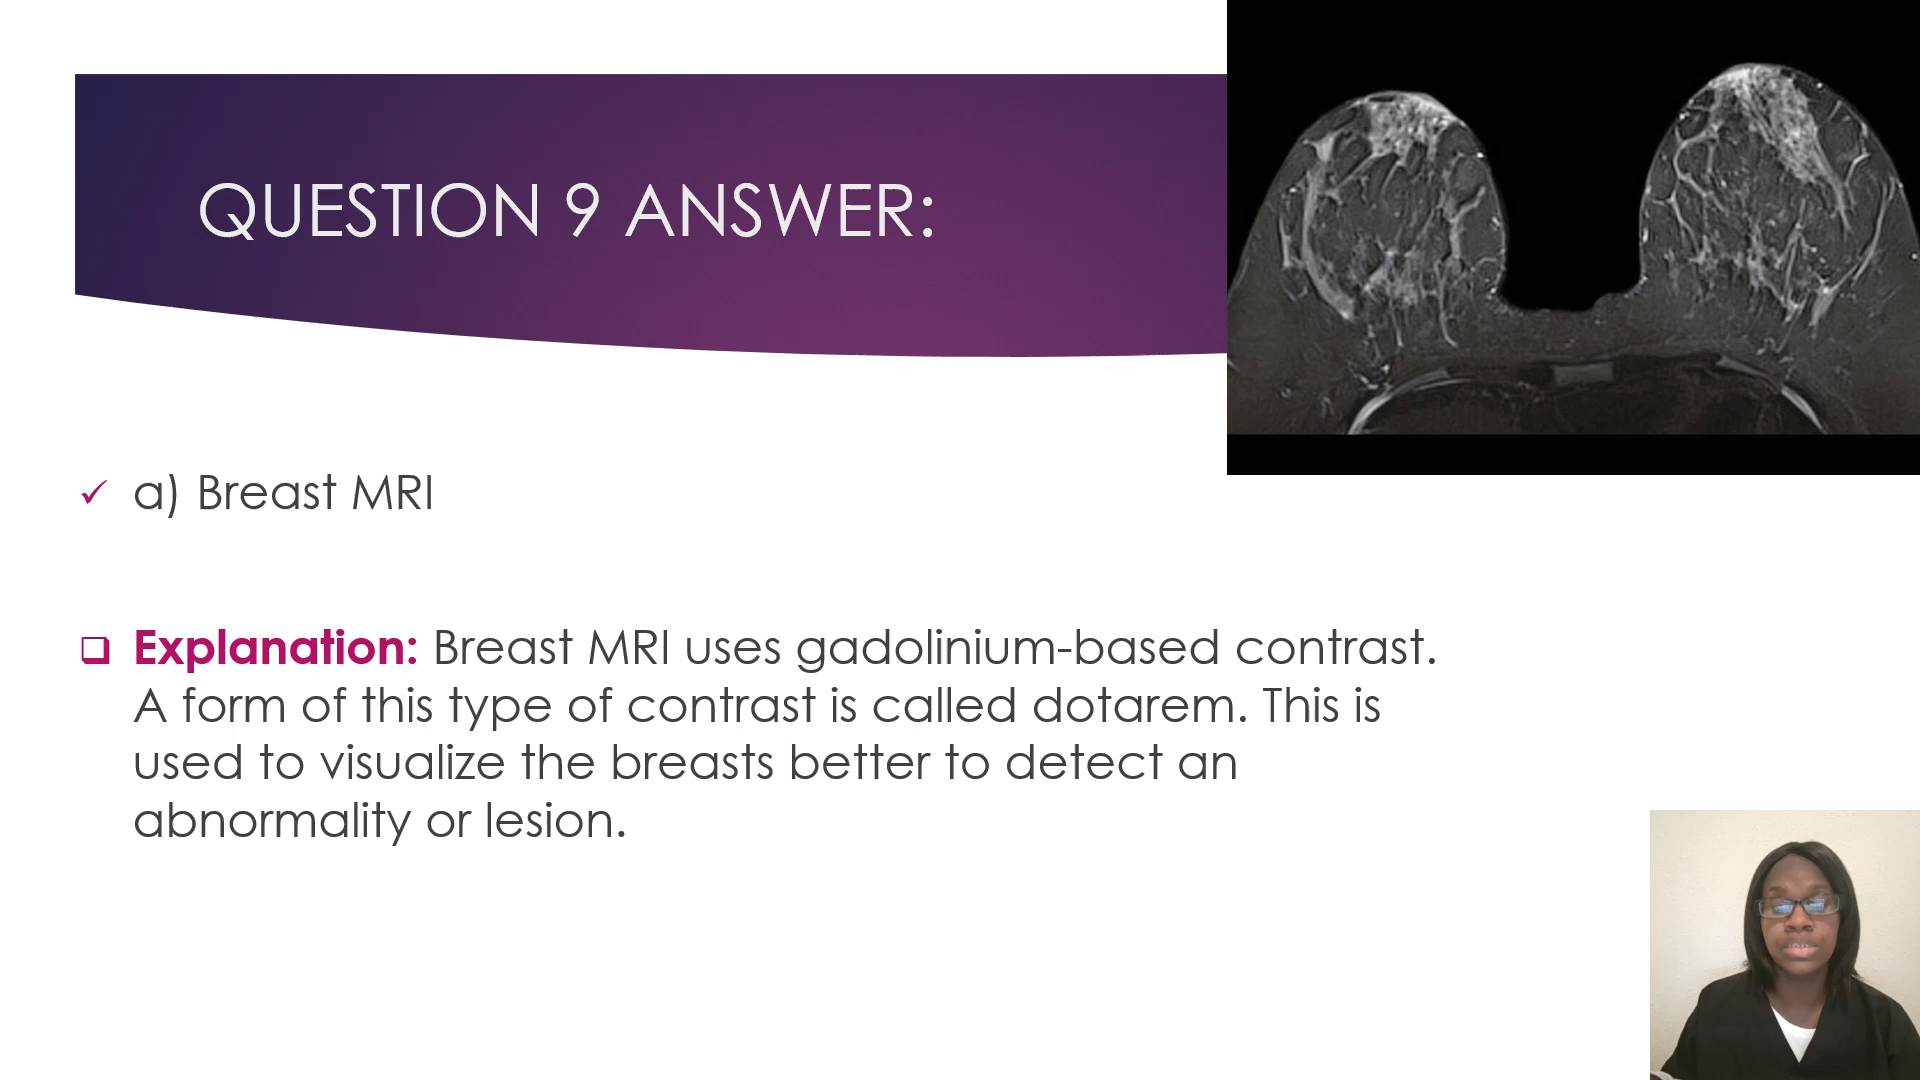 QUESTION 9 ANSWER:
a) Breast MRI
Explanation: Breast MRI uses gadolinium-based contrast.
A form of this type of contrast is called dotarem. This is
used to visualize the breasts better to detect an
abnormality or lesion.